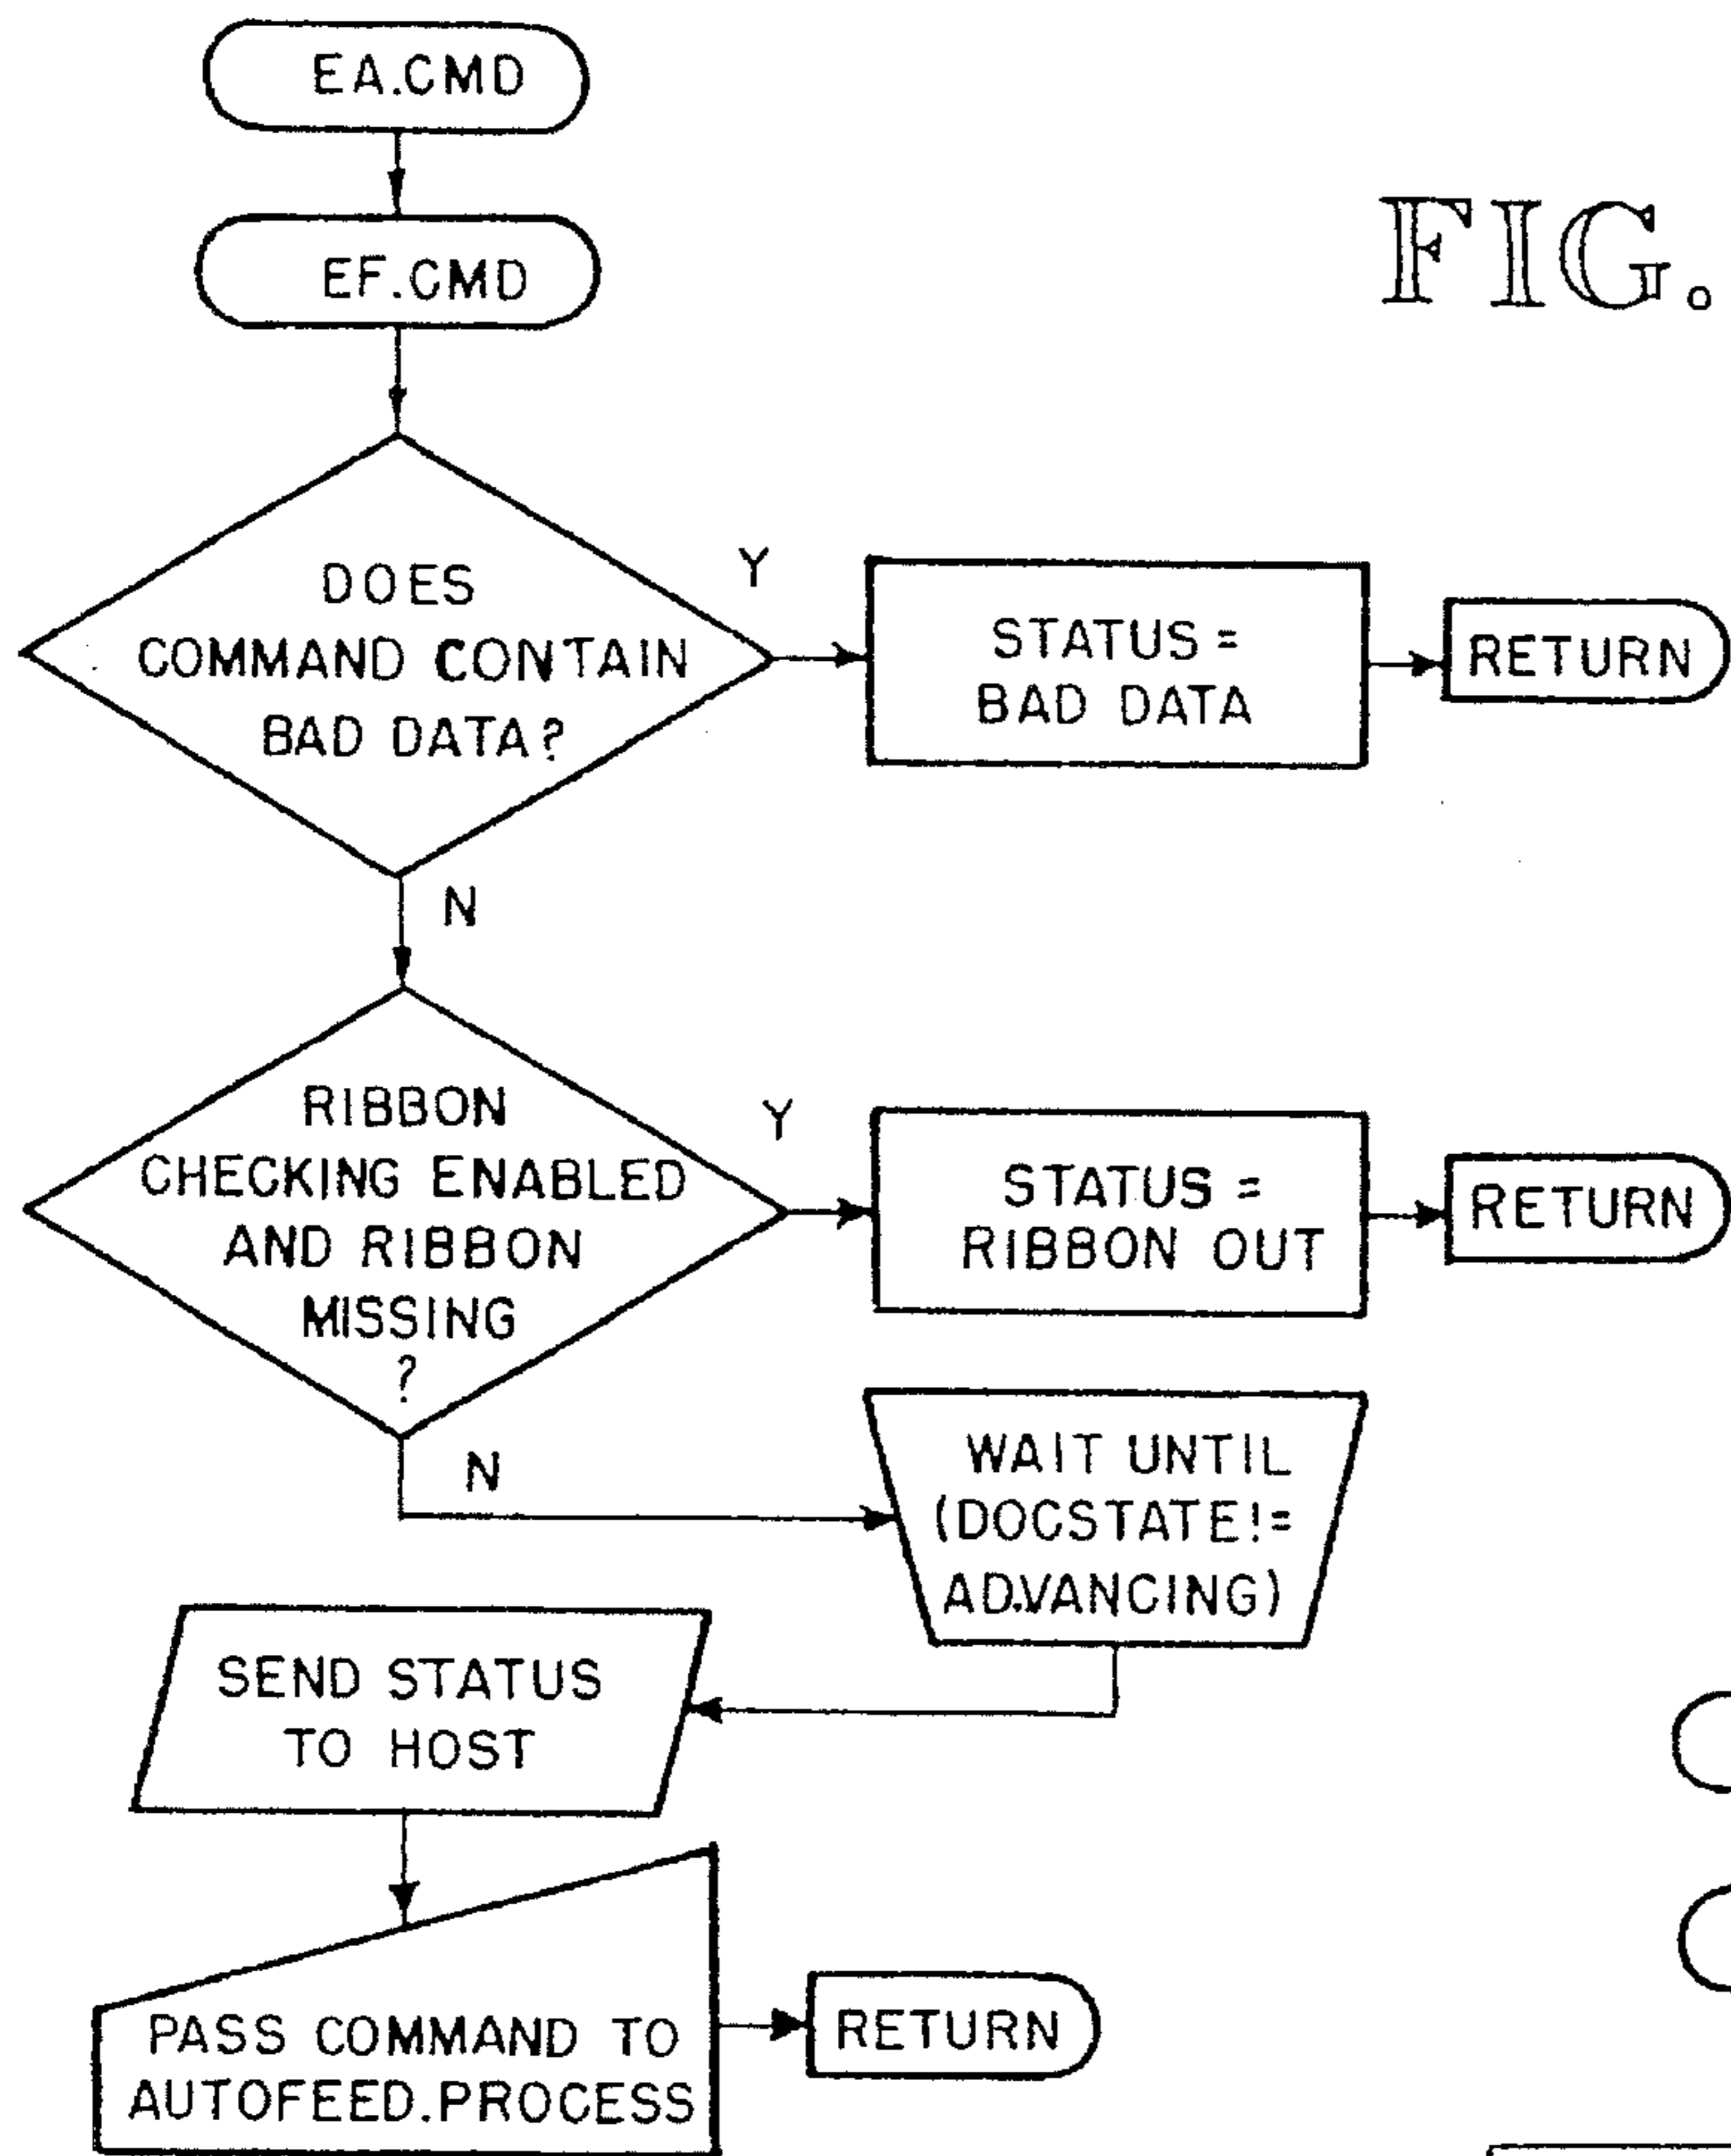 EA.CMD
EF.CMD
FIG.
DOES
COMMAND CONTAIN
BAD DATA?
Y
STATUS =
BAD DATA
RETURN
N
RIBBON
CHECKING ENABLED
AND RIBBON
MISSING
?
Y
STATUS =
RIBBON OUT
RETURN
N
WAIT UNTIL
(DOCSTATE!=
ADVANCING)
SEND STATUS
TO HOST
PASS COMMAND TO
AUTOFEED.PROCESS
RETURN